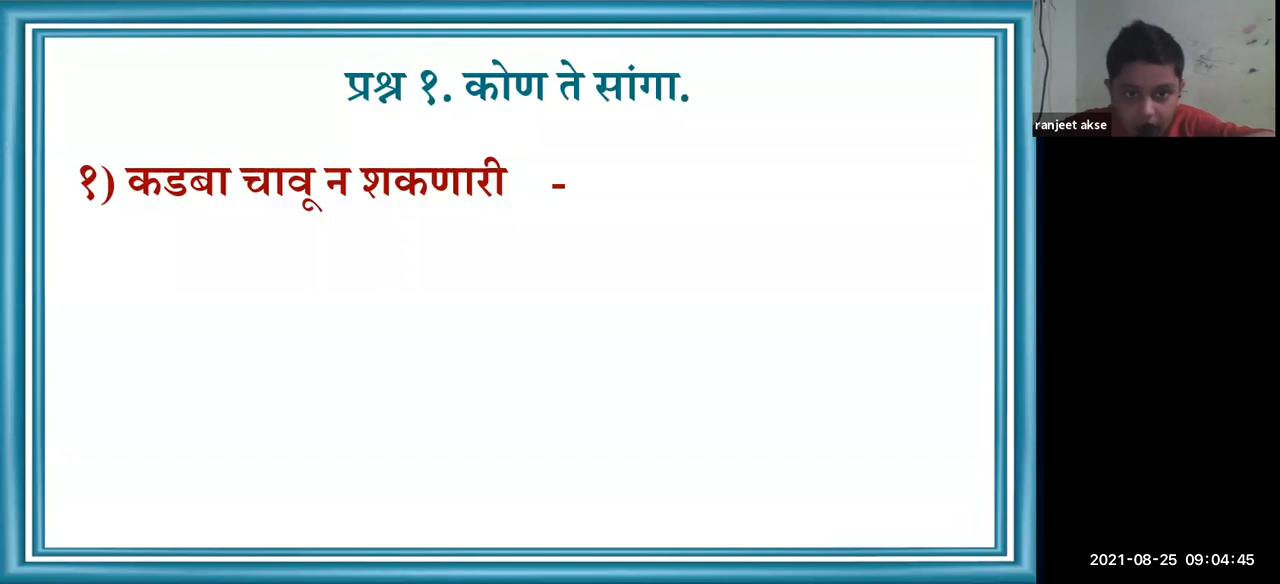 प्रश्न १. कोण ते सांगा.
ranjeet akse
१) कडबा चावू न शकणारी -
2021-08-25 09:04:45